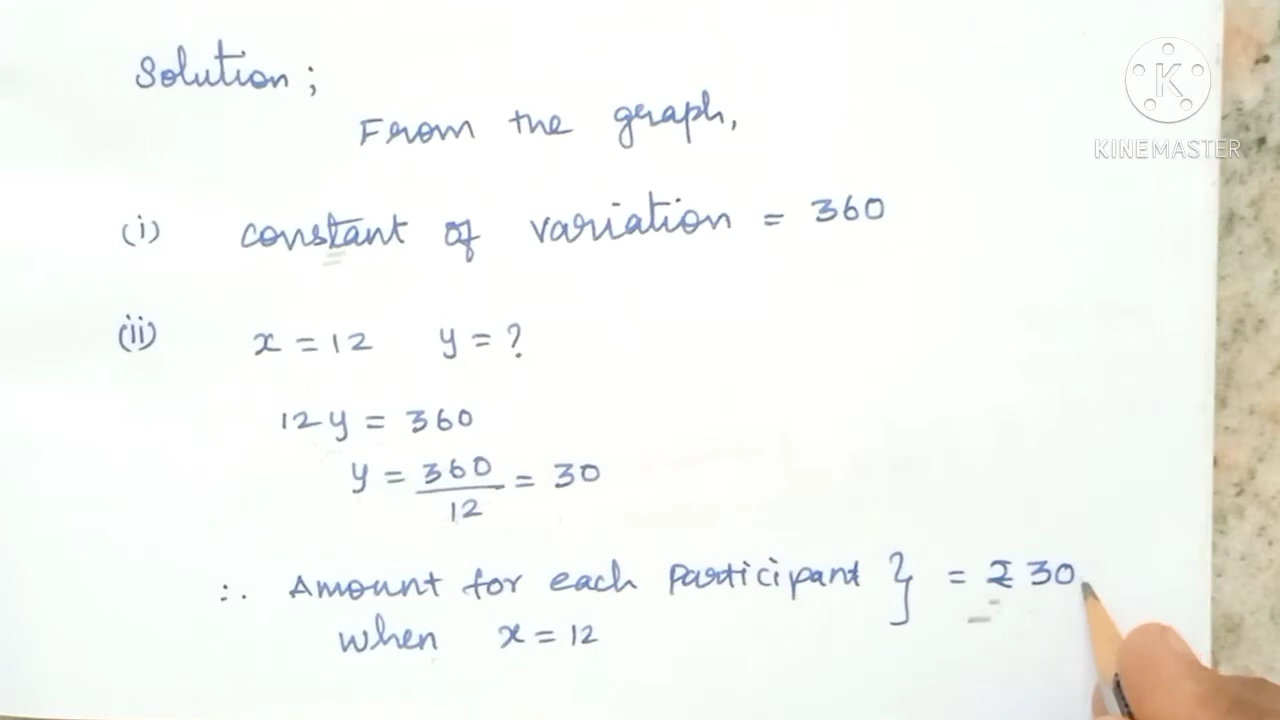 Solution;
From the graph,
(i) constant of variation = 360
(ii) x = 12 y = ?
12y = 360
y = 360/12 = 30
∴ Amount for each participant } = ₹ 30
when x = 12
K
KINEMASTER